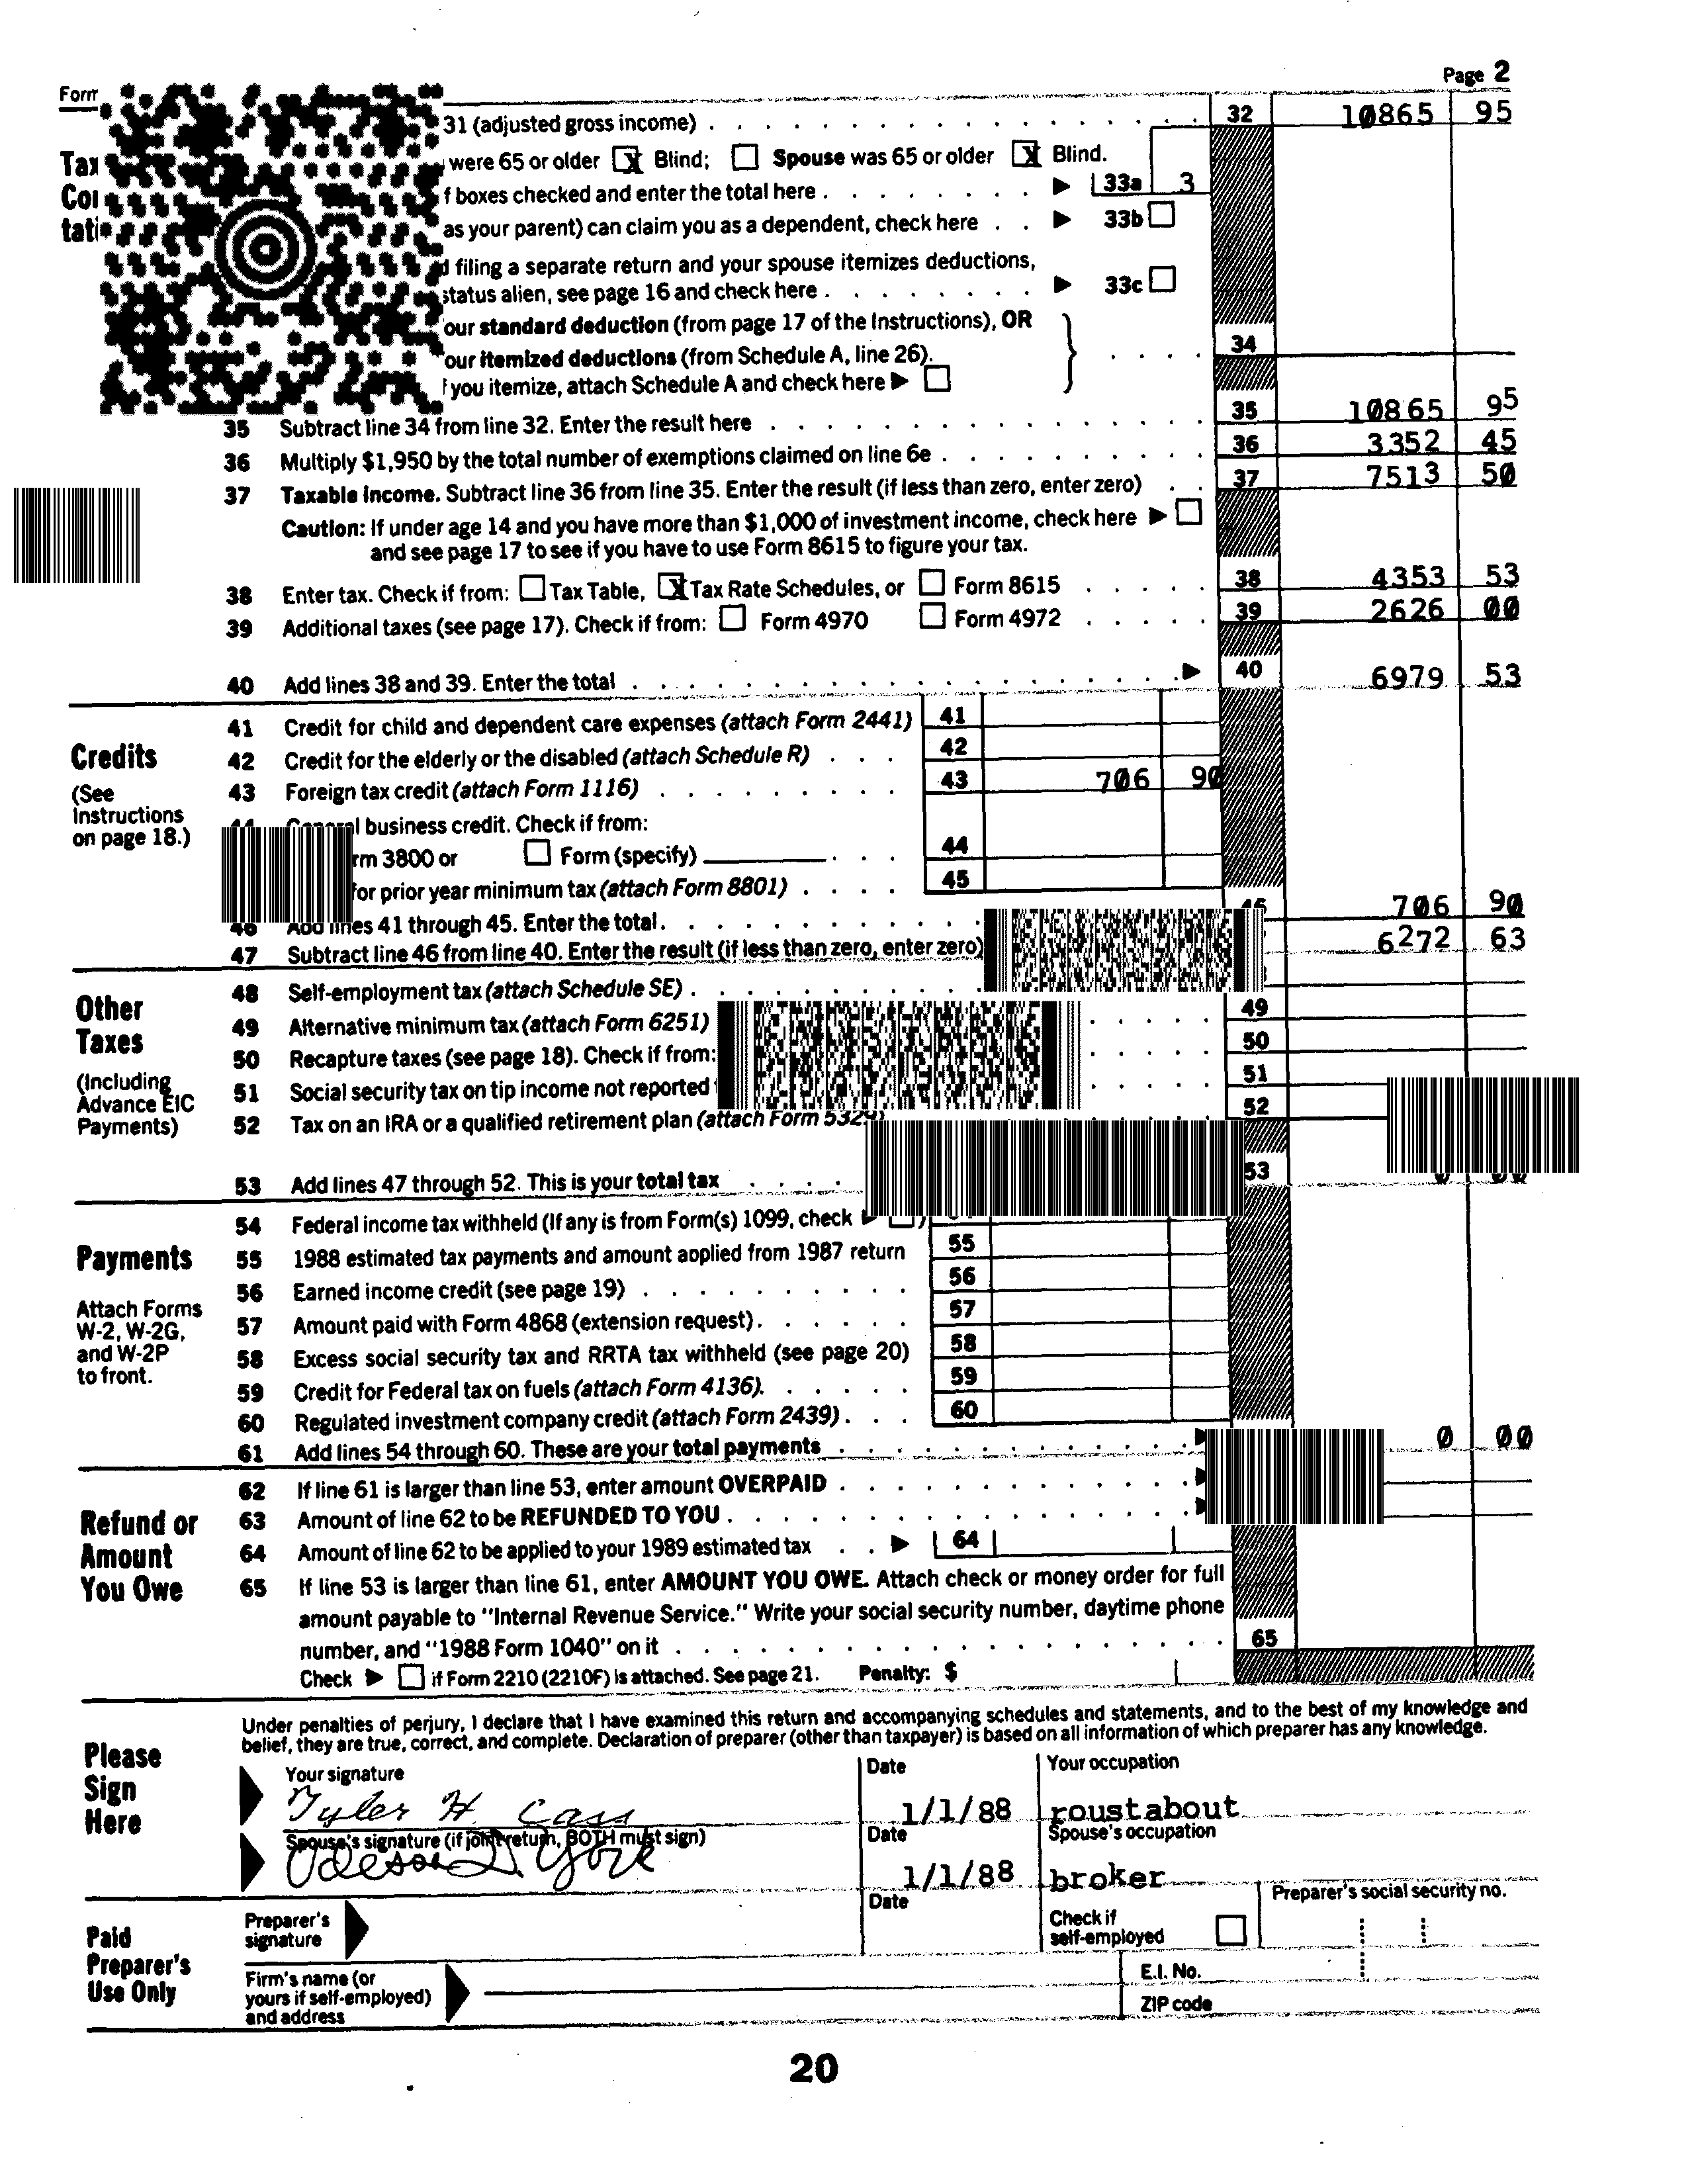 Page 2
Form
31 (adjusted gross income) 32 10865 95
Tax were 65 or older X Blind; Spouse was 65 or older X Blind.
f boxes checked and enter the total here 33a 3
as your parent) can claim you as a dependent, check here 33b
filing a separate return and your spouse itemizes deductions,
status alien, see page 16 and check here 33c
our standard deduction (from page 17 of the Instructions), OR
our itemized deductions (from Schedule A, line 26). 34
you itemize, attach Schedule A and check here
35 Subtract line 34 from line 32. Enter the result here 35 10865 95
36 Multiply $1,950 by the total number of exemptions claimed on line 6e 36 3352 45
37 Taxable income. Subtract line 36 from line 35. Enter the result (if less than zero, enter zero) 37 7513 50
Caution: If under age 14 and you have more than $1,000 of investment income, check here
and see page 17 to see if you have to use Form 8615 to figure your tax.
38 Enter tax. Check if from: Tax Table, X Tax Rate Schedules, or Form 8615 38 4353 53
39 Additional taxes (see page 17). Check if from: Form 4970 Form 4972 39 2626 00
40 Add lines 38 and 39. Enter the total 40 6979 53
Credits
(See
Instructions
on page 18.)
41 Credit for child and dependent care expenses (attach Form 2441) 41
42 Credit for the elderly or the disabled (attach Schedule R) 42
43 Foreign tax credit (attach Form 1116) 43 706 90
business credit. Check if from:
3800 or Form (specify) 44
for prior year minimum tax (attach Form 8801) 45
46 Add lines 41 through 45. Enter the total. 46 706 90
47 Subtract line 46 from line 40. Enter the result (if less than zero, enter zero) 6272 63
Other
Taxes
(Including
Advance EIC
Payments)
48 Self-employment tax (attach Schedule SE)
49 Alternative minimum tax (attach Form 6251) 49
50 Recapture taxes (see page 18). Check if from: 50
51 Social security tax on tip income not reported 51
52 Tax on an IRA or a qualified retirement plan (attach Form 5329) 52
53 Add lines 47 through 52. This is your total tax 53 0 00
Payments
Attach Forms
W-2, W-2G,
and W-2P
to front.
54 Federal income tax withheld (If any is from Form(s) 1099, check
55 1988 estimated tax payments and amount applied from 1987 return 55
56 Earned income credit (see page 19) 56
57 Amount paid with Form 4868 (extension request). 57
58 Excess social security tax and RRTA tax withheld (see page 20) 58
59 Credit for Federal tax on fuels (attach Form 4136). 59
60 Regulated investment company credit (attach Form 2439) 60
61 Add lines 54 through 60. These are your total payments 0 00
Refund or
Amount
You Owe
62 If line 61 is larger than line 53, enter amount OVERPAID
63 Amount of line 62 to be REFUNDED TO YOU
64 Amount of line 62 to be applied to your 1989 estimated tax 64
65 If line 53 is larger than line 61, enter AMOUNT YOU OWE. Attach check or money order for full
amount payable to "Internal Revenue Service." Write your social security number, daytime phone
number, and "1988 Form 1040" on it 65
Check if Form 2210 (2210F) is attached. See page 21. Penalty: $
Please
Sign
Here
Under penalties of perjury, I declare that I have examined this return and accompanying schedules and statements, and to the best of my knowledge and
belief, they are true, correct, and complete. Declaration of preparer (other than taxpayer) is based on all information of which preparer has any knowledge.
Your signature Date Your occupation
Tyler H. Cass 1/1/88 roustabout
Spouse's signature (if joint return, BOTH must sign) Date Spouse's occupation
Odessa D. York 1/1/88 broker
Paid
Preparer's
Use Only
Preparer's
signature
Date
Check if
self-employed
Preparer's social security no.
Firm's name (or
yours if self-employed)
and address
E.I. No.
ZIP code
20